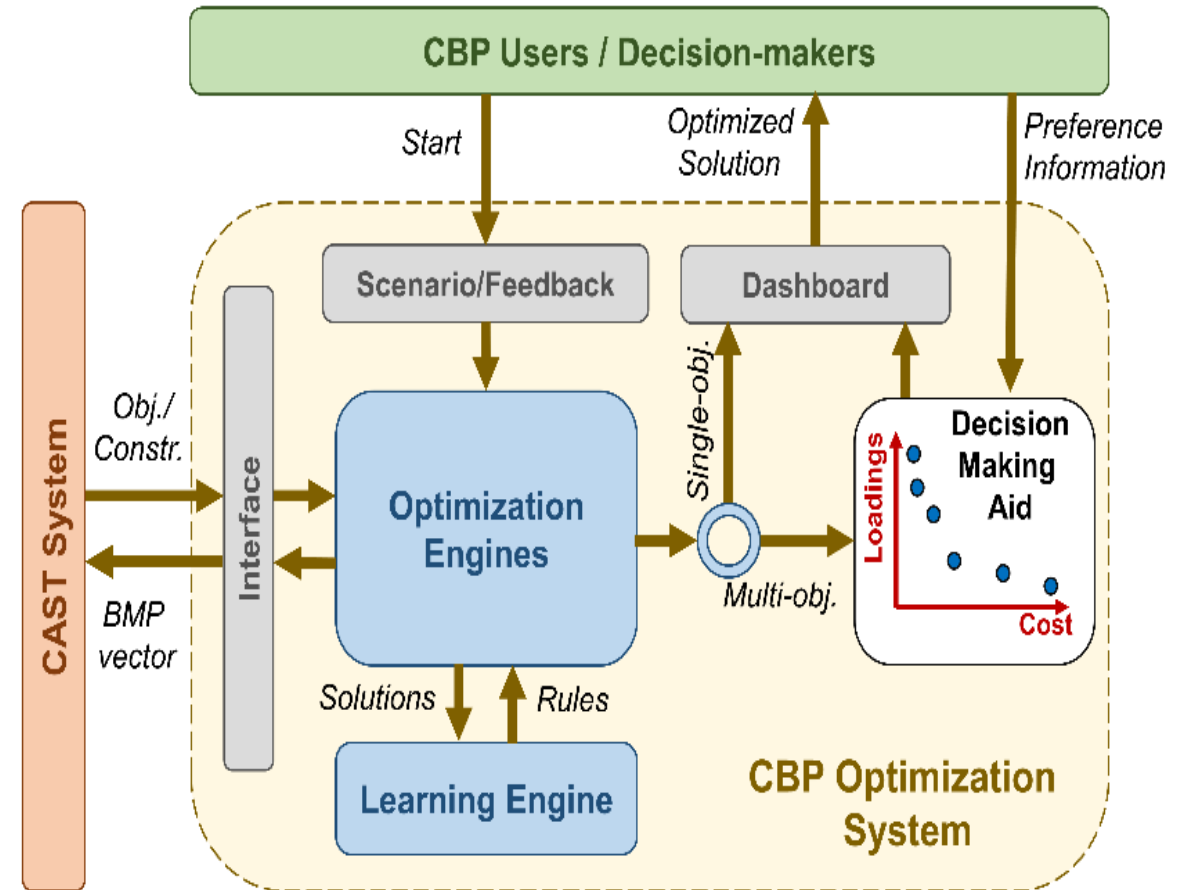 CBP Users / Decision-makers
Start
Optimized
Solution
Preference
Information
Scenario/Feedback
Dashboard
CAST System
Obj./
Constr.
BMP
vector
Interface
Optimization
Engines
Single-obj.
Multi-obj.
Decision
Making
Aid
Loadings
Cost
Solutions
Rules
Learning Engine
CBP Optimization
System